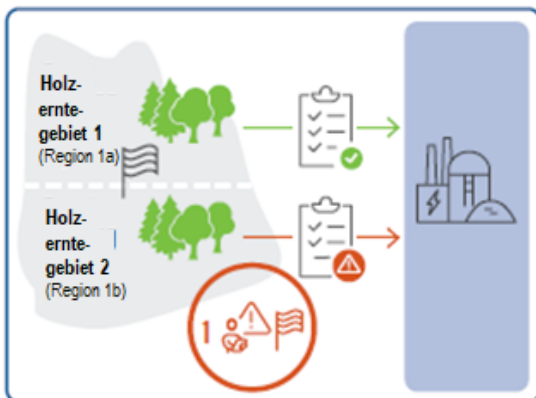 Holz-
ernte-
gebiet 1
(Region 1a)
Holz-
ernte-
gebiet 2
(Region 1b)
1